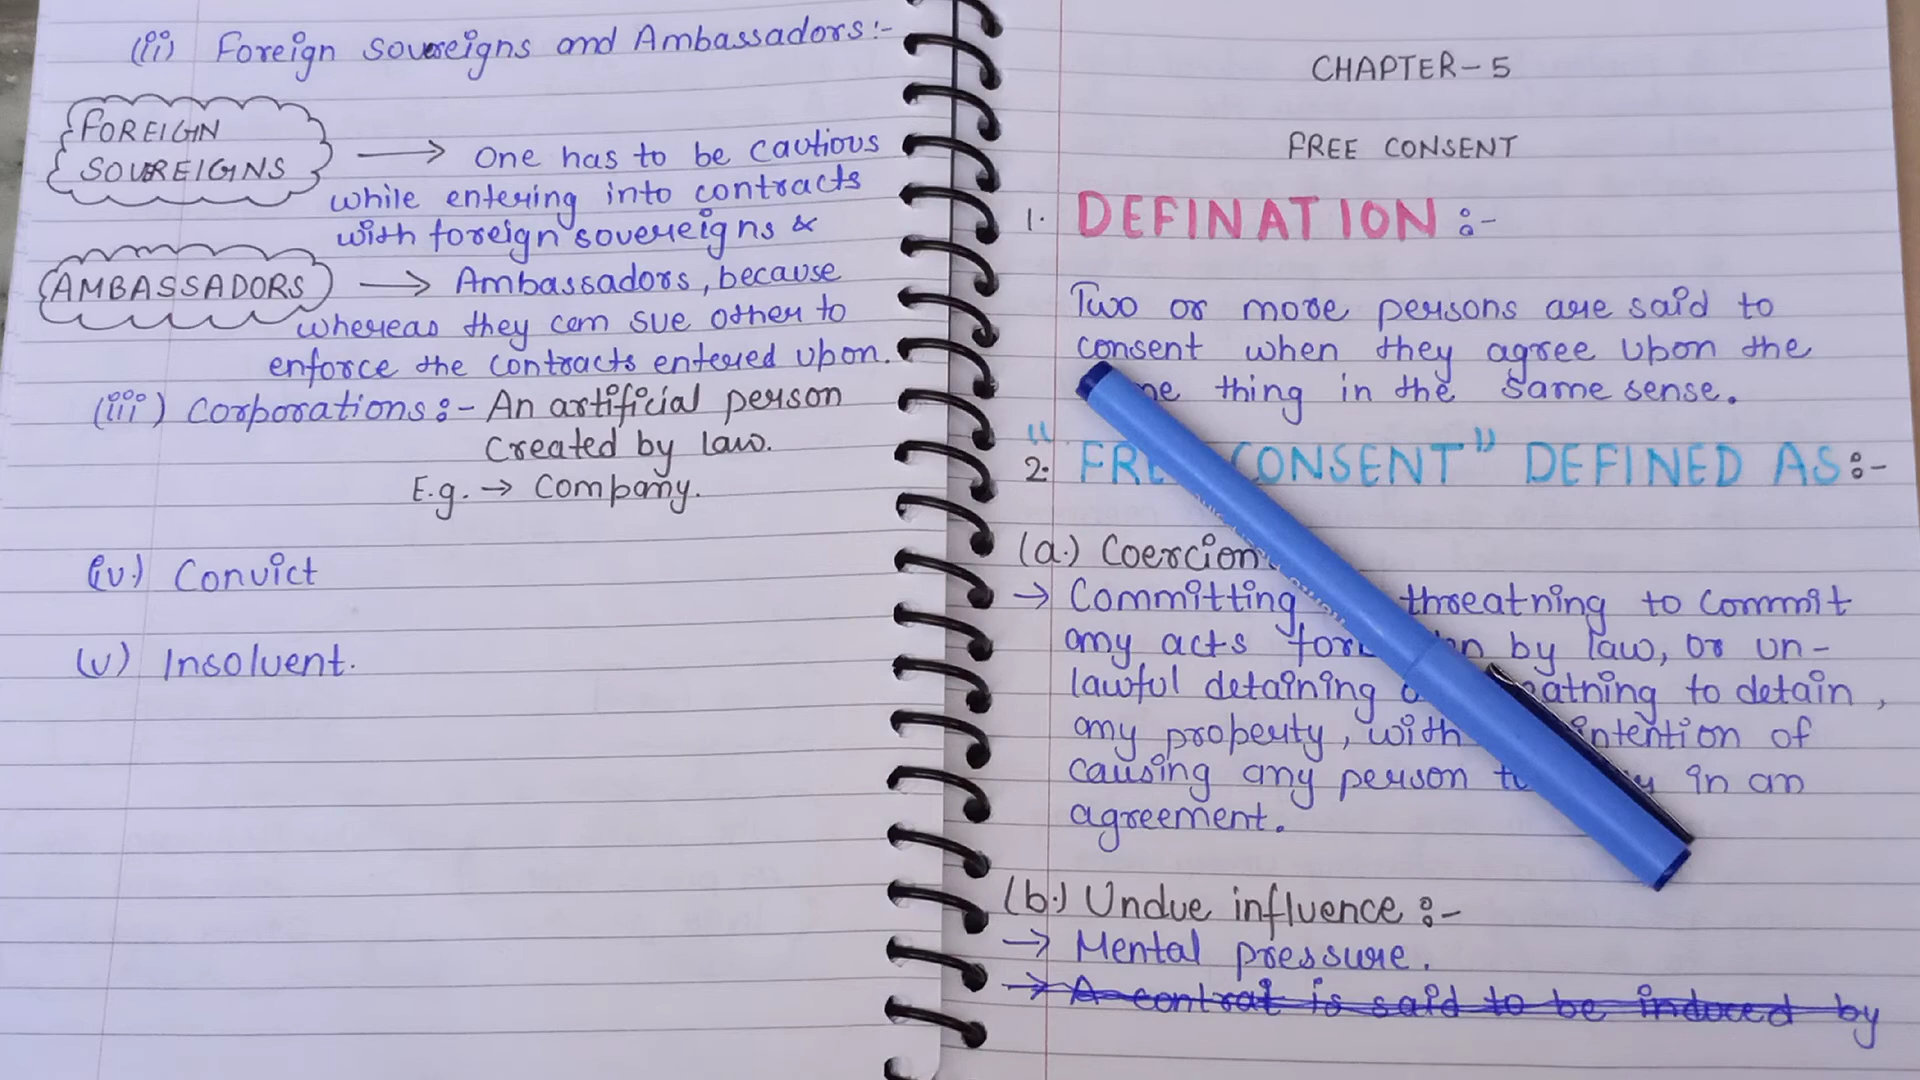 (ii) Foreign sovereigns and Ambassadors:-
FOREIGN
SOVEREIGNS
→ One has to be cautious
while entering into contracts
with foreign sovereigns &
AMBASSADORS → Ambassadors, because
whereas they can sue other to
enforce the contracts entered upon.
(iii) Corporations:- An artificial person
created by law.
E.g. → Company.
(iv.) Convict
(v) Insolvent.
CHAPTER-5
FREE CONSENT
1. DEFINATION :-
Two or more persons are said to
consent when they agree upon the
thing in the same sense.
2. "FRE CONSENT" DEFINED AS:-
(a.) Coercion
→ Committing threatning to commit
any acts by law, or un-
lawful detaining to detain,
any property, with intention of
causing any person in an
agreement.
(b.) Undue influence :-
→ Mental pressure.
→ A contrat is said to be induced by